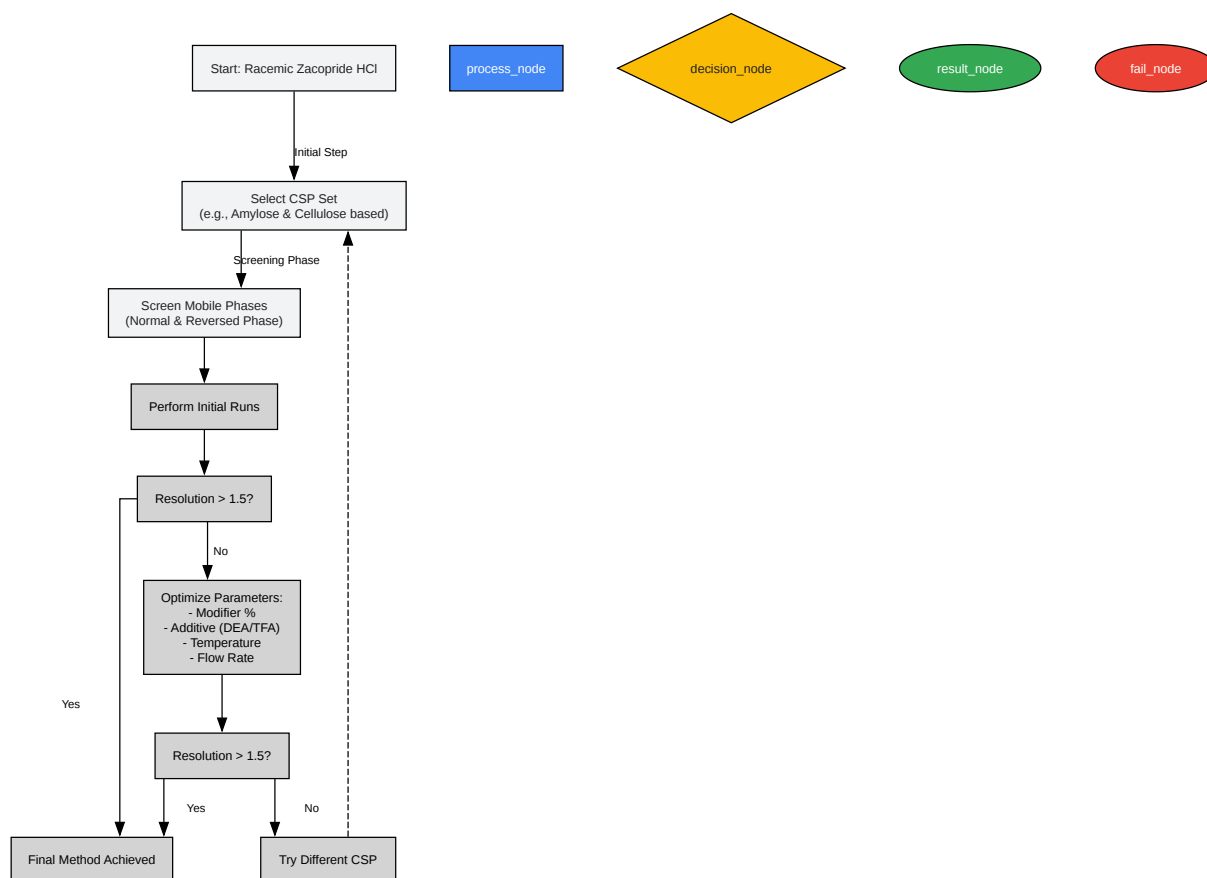 Start: Racemic Zacopride HCl
process_node
decision_node
result_node
fail_node
Initial Step
Select CSP Set
(e.g., Amylose & Cellulose based)
Screening Phase
Screen Mobile Phases
(Normal & Reversed Phase)
Perform Initial Runs
Resolution > 1.5?
No
Optimize Parameters:
- Modifier %
- Additive (DEA/TFA)
- Temperature
- Flow Rate
Yes
Resolution > 1.5?
Yes
No
Final Method Achieved
Try Different CSP